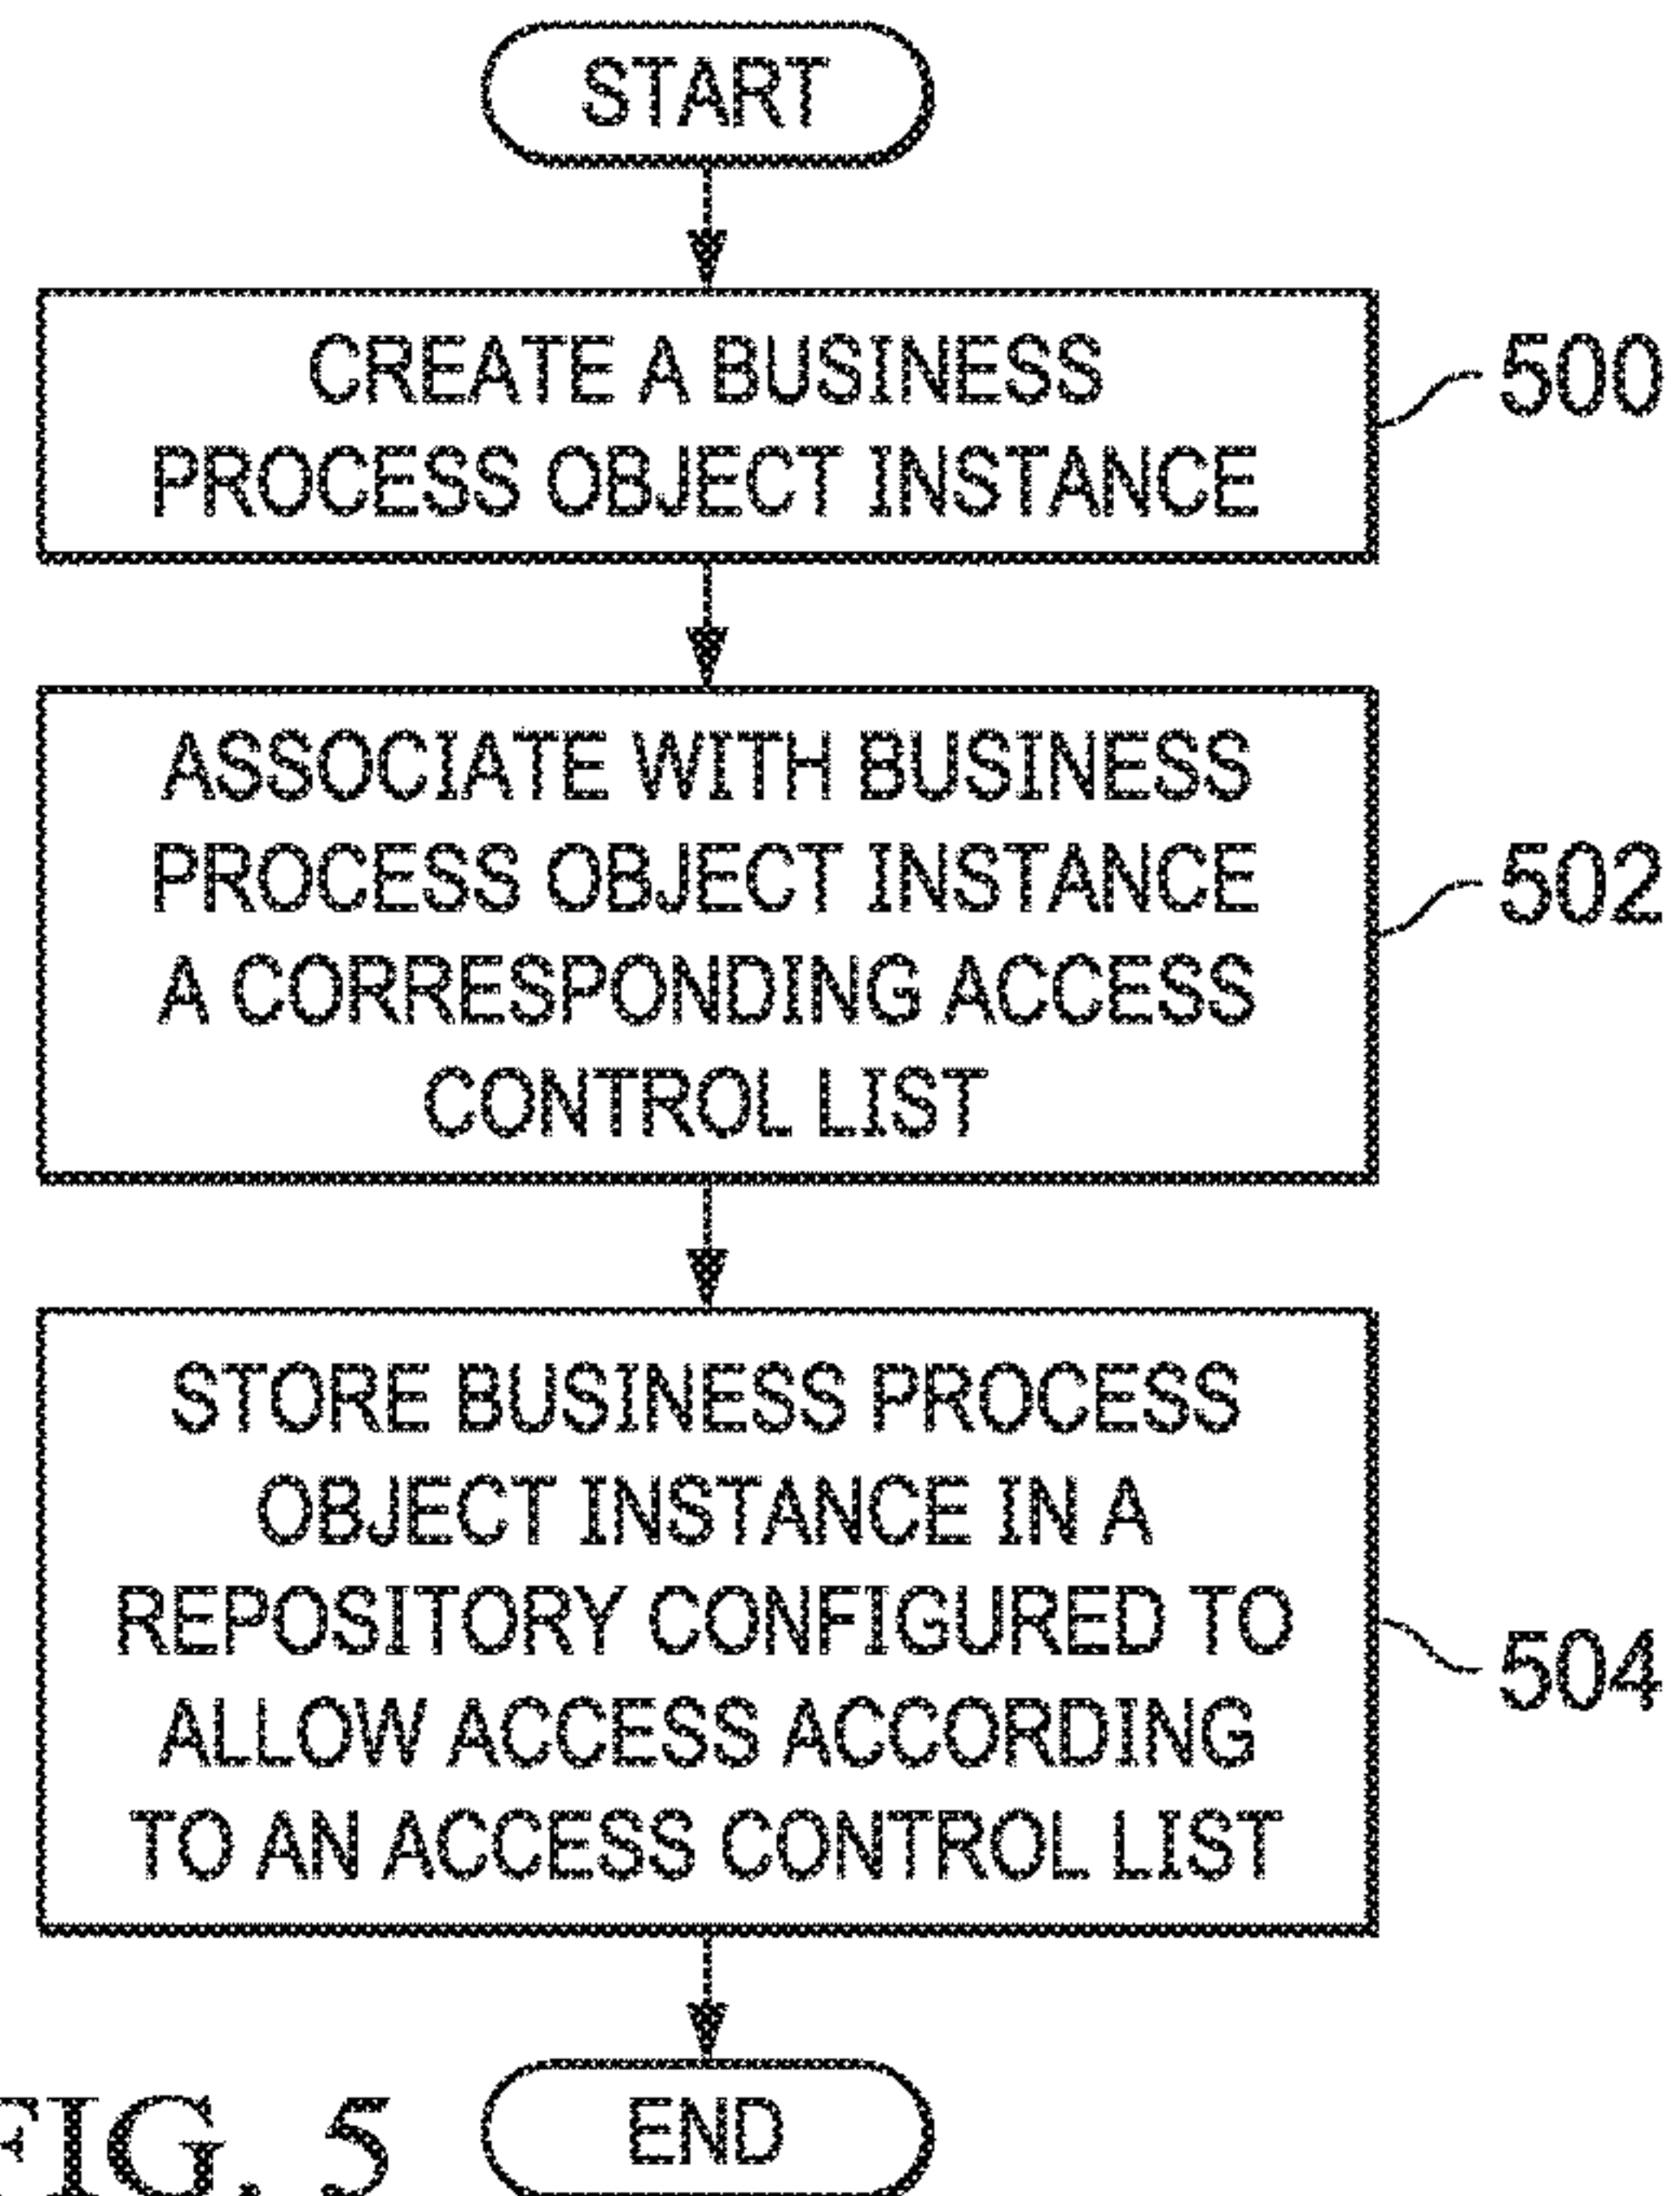 START
CREATE A BUSINESS
PROCESS OBJECT INSTANCE
500
ASSOCIATE WITH BUSINESS
PROCESS OBJECT INSTANCE
A CORRESPONDING ACCESS
CONTROL LIST
502
STORE BUSINESS PROCESS
OBJECT INSTANCE IN A
REPOSITORY CONFIGURED TO
ALLOW ACCESS ACCORDING
TO AN ACCESS CONTROL LIST
504
END
FIG. 5